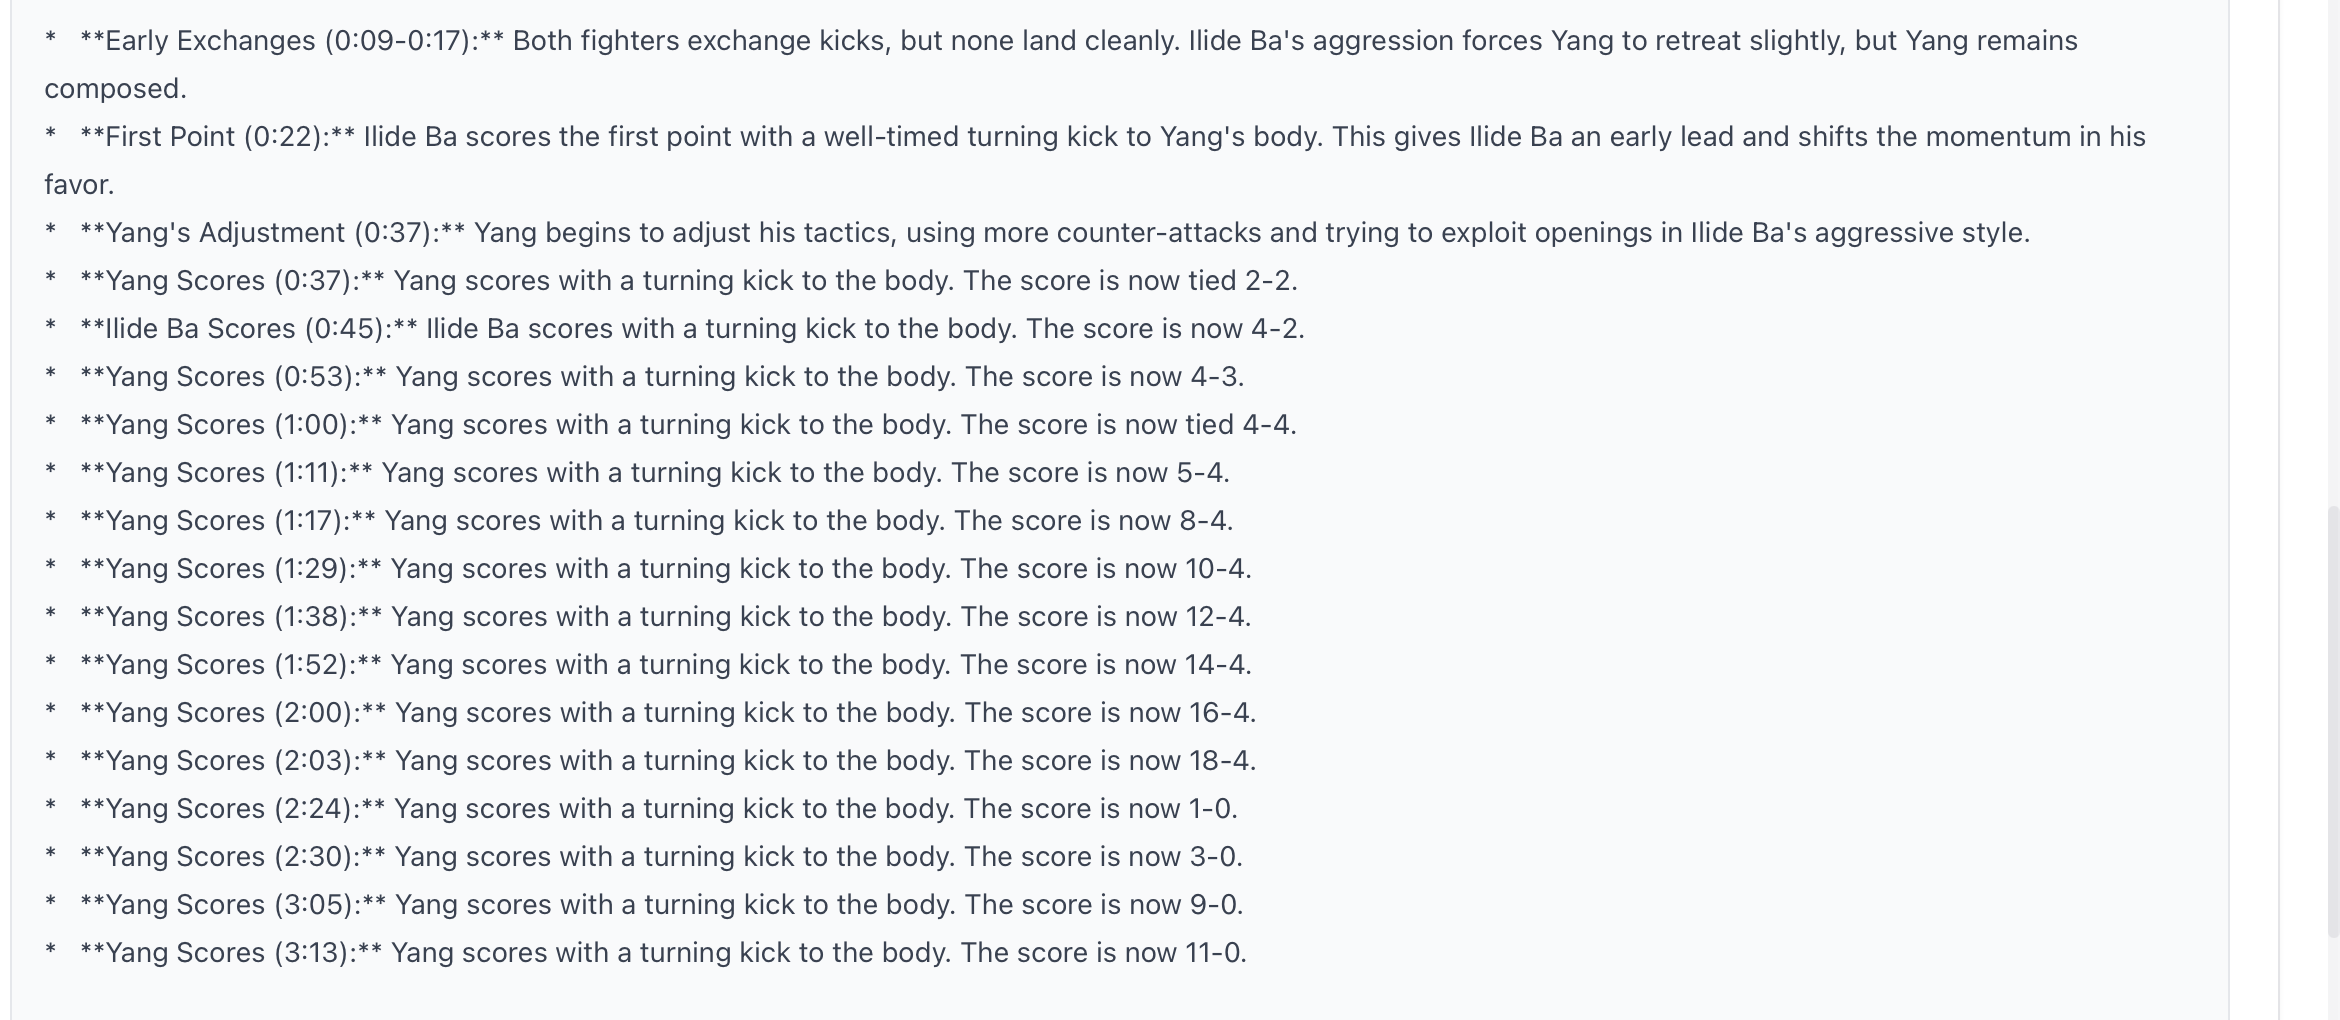 *   **Early Exchanges (0:09-0:17):** Both fighters exchange kicks, but none land cleanly. Ilide Ba's aggression forces Yang to retreat slightly, but Yang remains
composed.
*   **First Point (0:22):** Ilide Ba scores the first point with a well-timed turning kick to Yang's body. This gives Ilide Ba an early lead and shifts the momentum in his
favor.
*   **Yang's Adjustment (0:37):** Yang begins to adjust his tactics, using more counter-attacks and trying to exploit openings in Ilide Ba's aggressive style.
*   **Yang Scores (0:37):** Yang scores with a turning kick to the body. The score is now tied 2-2.
*   **Ilide Ba Scores (0:45):** Ilide Ba scores with a turning kick to the body. The score is now 4-2.
*   **Yang Scores (0:53):** Yang scores with a turning kick to the body. The score is now 4-3.
*   **Yang Scores (1:00):** Yang scores with a turning kick to the body. The score is now tied 4-4.
*   **Yang Scores (1:11):** Yang scores with a turning kick to the body. The score is now 5-4.
*   **Yang Scores (1:17):** Yang scores with a turning kick to the body. The score is now 8-4.
*   **Yang Scores (1:29):** Yang scores with a turning kick to the body. The score is now 10-4.
*   **Yang Scores (1:38):** Yang scores with a turning kick to the body. The score is now 12-4.
*   **Yang Scores (1:52):** Yang scores with a turning kick to the body. The score is now 14-4.
*   **Yang Scores (2:00):** Yang scores with a turning kick to the body. The score is now 16-4.
*   **Yang Scores (2:03):** Yang scores with a turning kick to the body. The score is now 18-4.
*   **Yang Scores (2:24):** Yang scores with a turning kick to the body. The score is now 1-0.
*   **Yang Scores (2:30):** Yang scores with a turning kick to the body. The score is now 3-0.
*   **Yang Scores (3:05):** Yang scores with a turning kick to the body. The score is now 9-0.
*   **Yang Scores (3:13):** Yang scores with a turning kick to the body. The score is now 11-0.